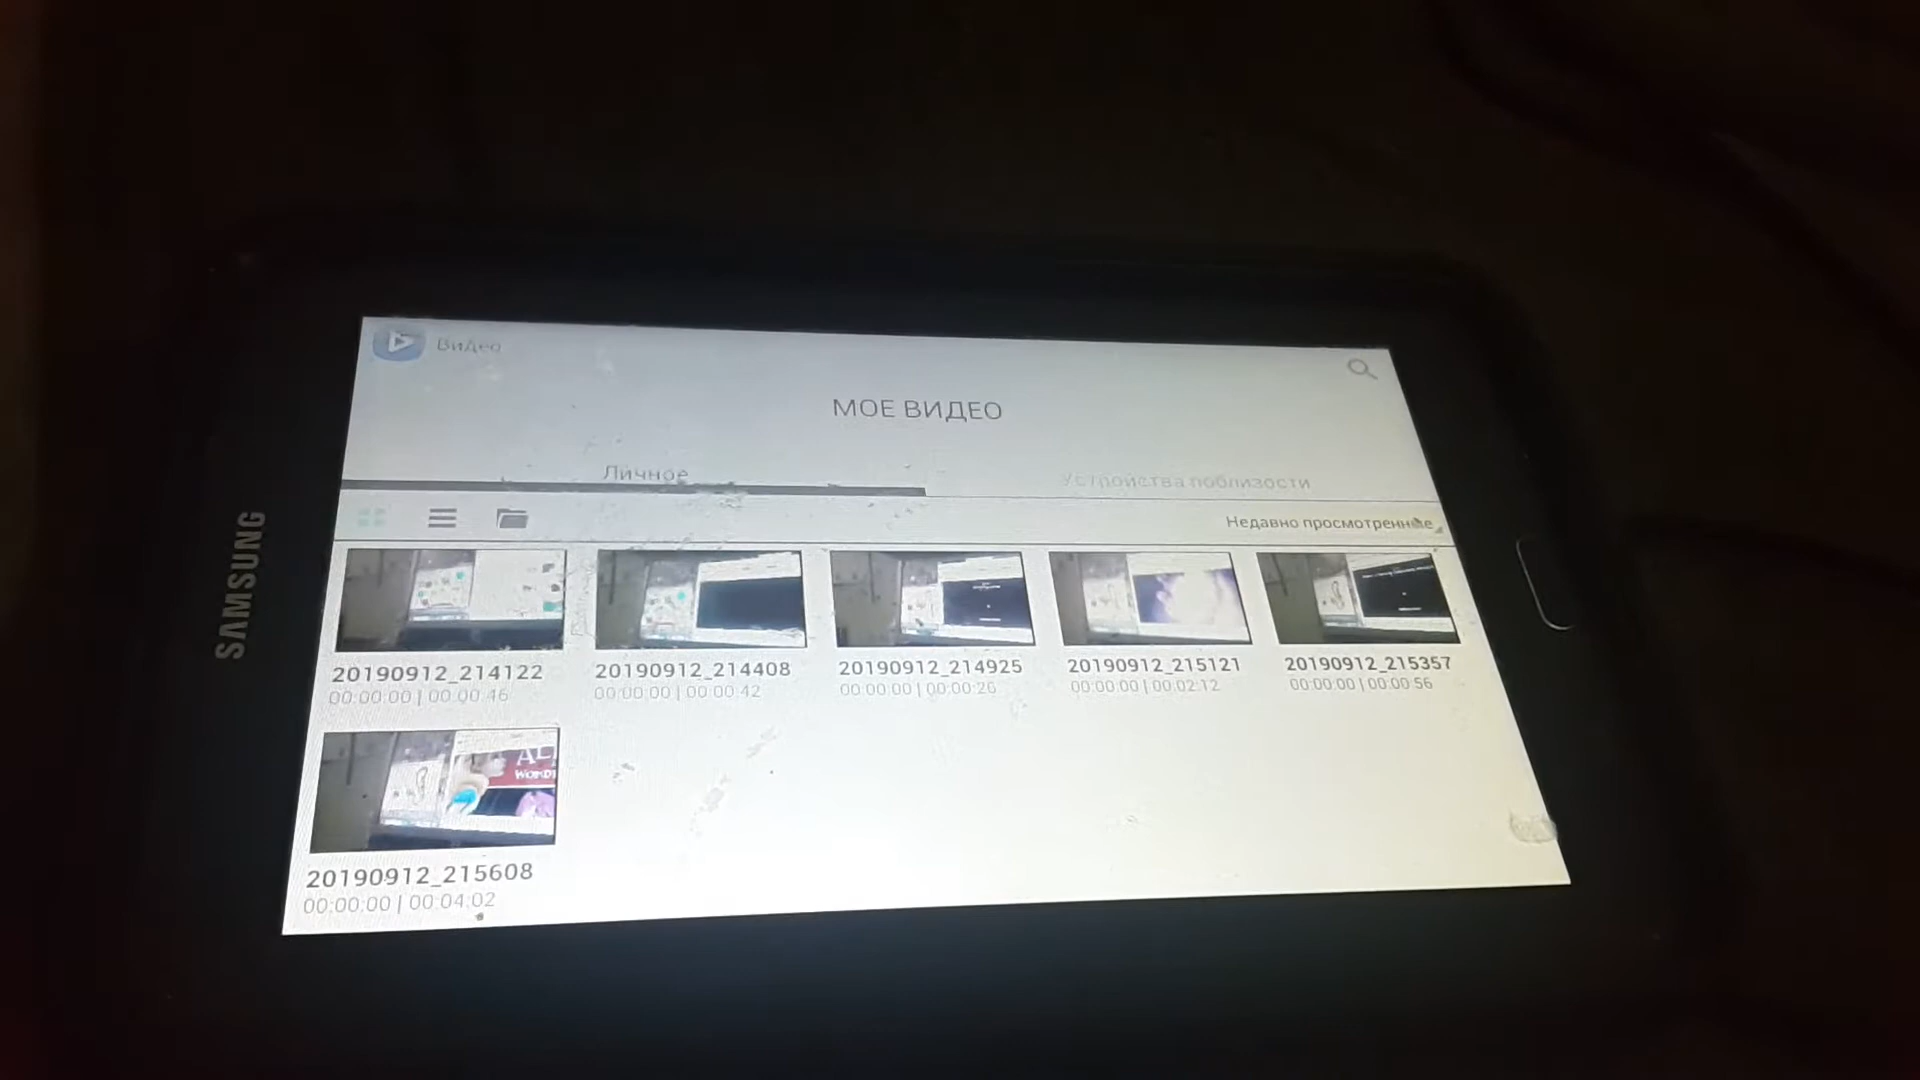 Видео
МОЕ ВИДЕО
Личное
Устройства поблизости
Недавно просмотренные
SAMSUNG
20190912_214122
00:00:00 | 00:00:46
20190912_214408
00:00:00 | 00:00:42
20190912_214925
00:00:00 | 00:00:26
20190912_215121
00:00:00 | 00:02:12
20190912_215357
00:00:00 | 00:00:56
20190912_215608
00:00:00 | 00:04:02